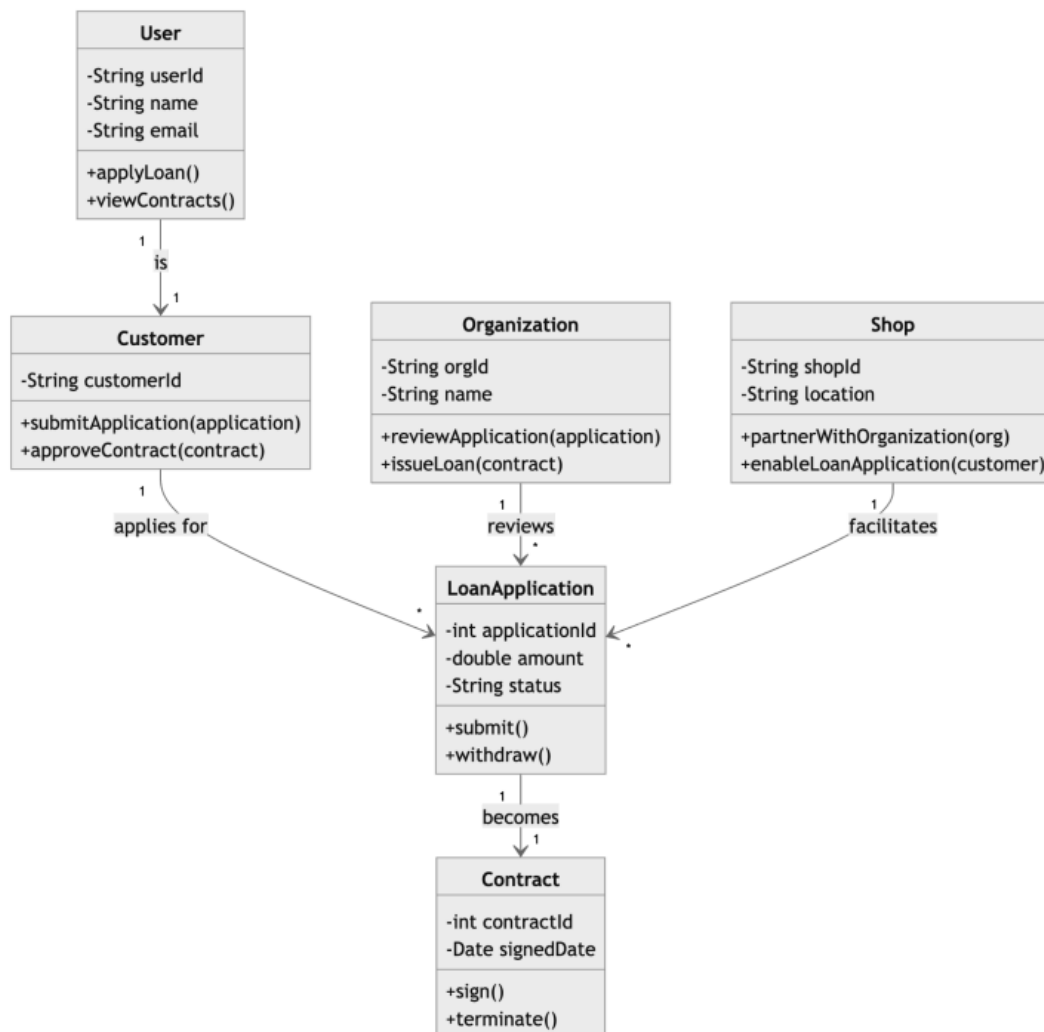 User
-String userId
-String name
-String email
+applyLoan()
+viewContracts()
1
is
1
Customer
-String customerId
+submitApplication(application)
+approveContract(contract)
Organization
-String orgId
-String name
+reviewApplication(application)
+issueLoan(contract)
Shop
-String shopId
-String location
+partnerWithOrganization(org)
+enableLoanApplication(customer)
1
applies for
*
1
reviews
*
1
facilitates
*
LoanApplication
-int applicationId
-double amount
-String status
+submit()
+withdraw()
1
becomes
1
Contract
-int contractId
-Date signedDate
+sign()
+terminate()